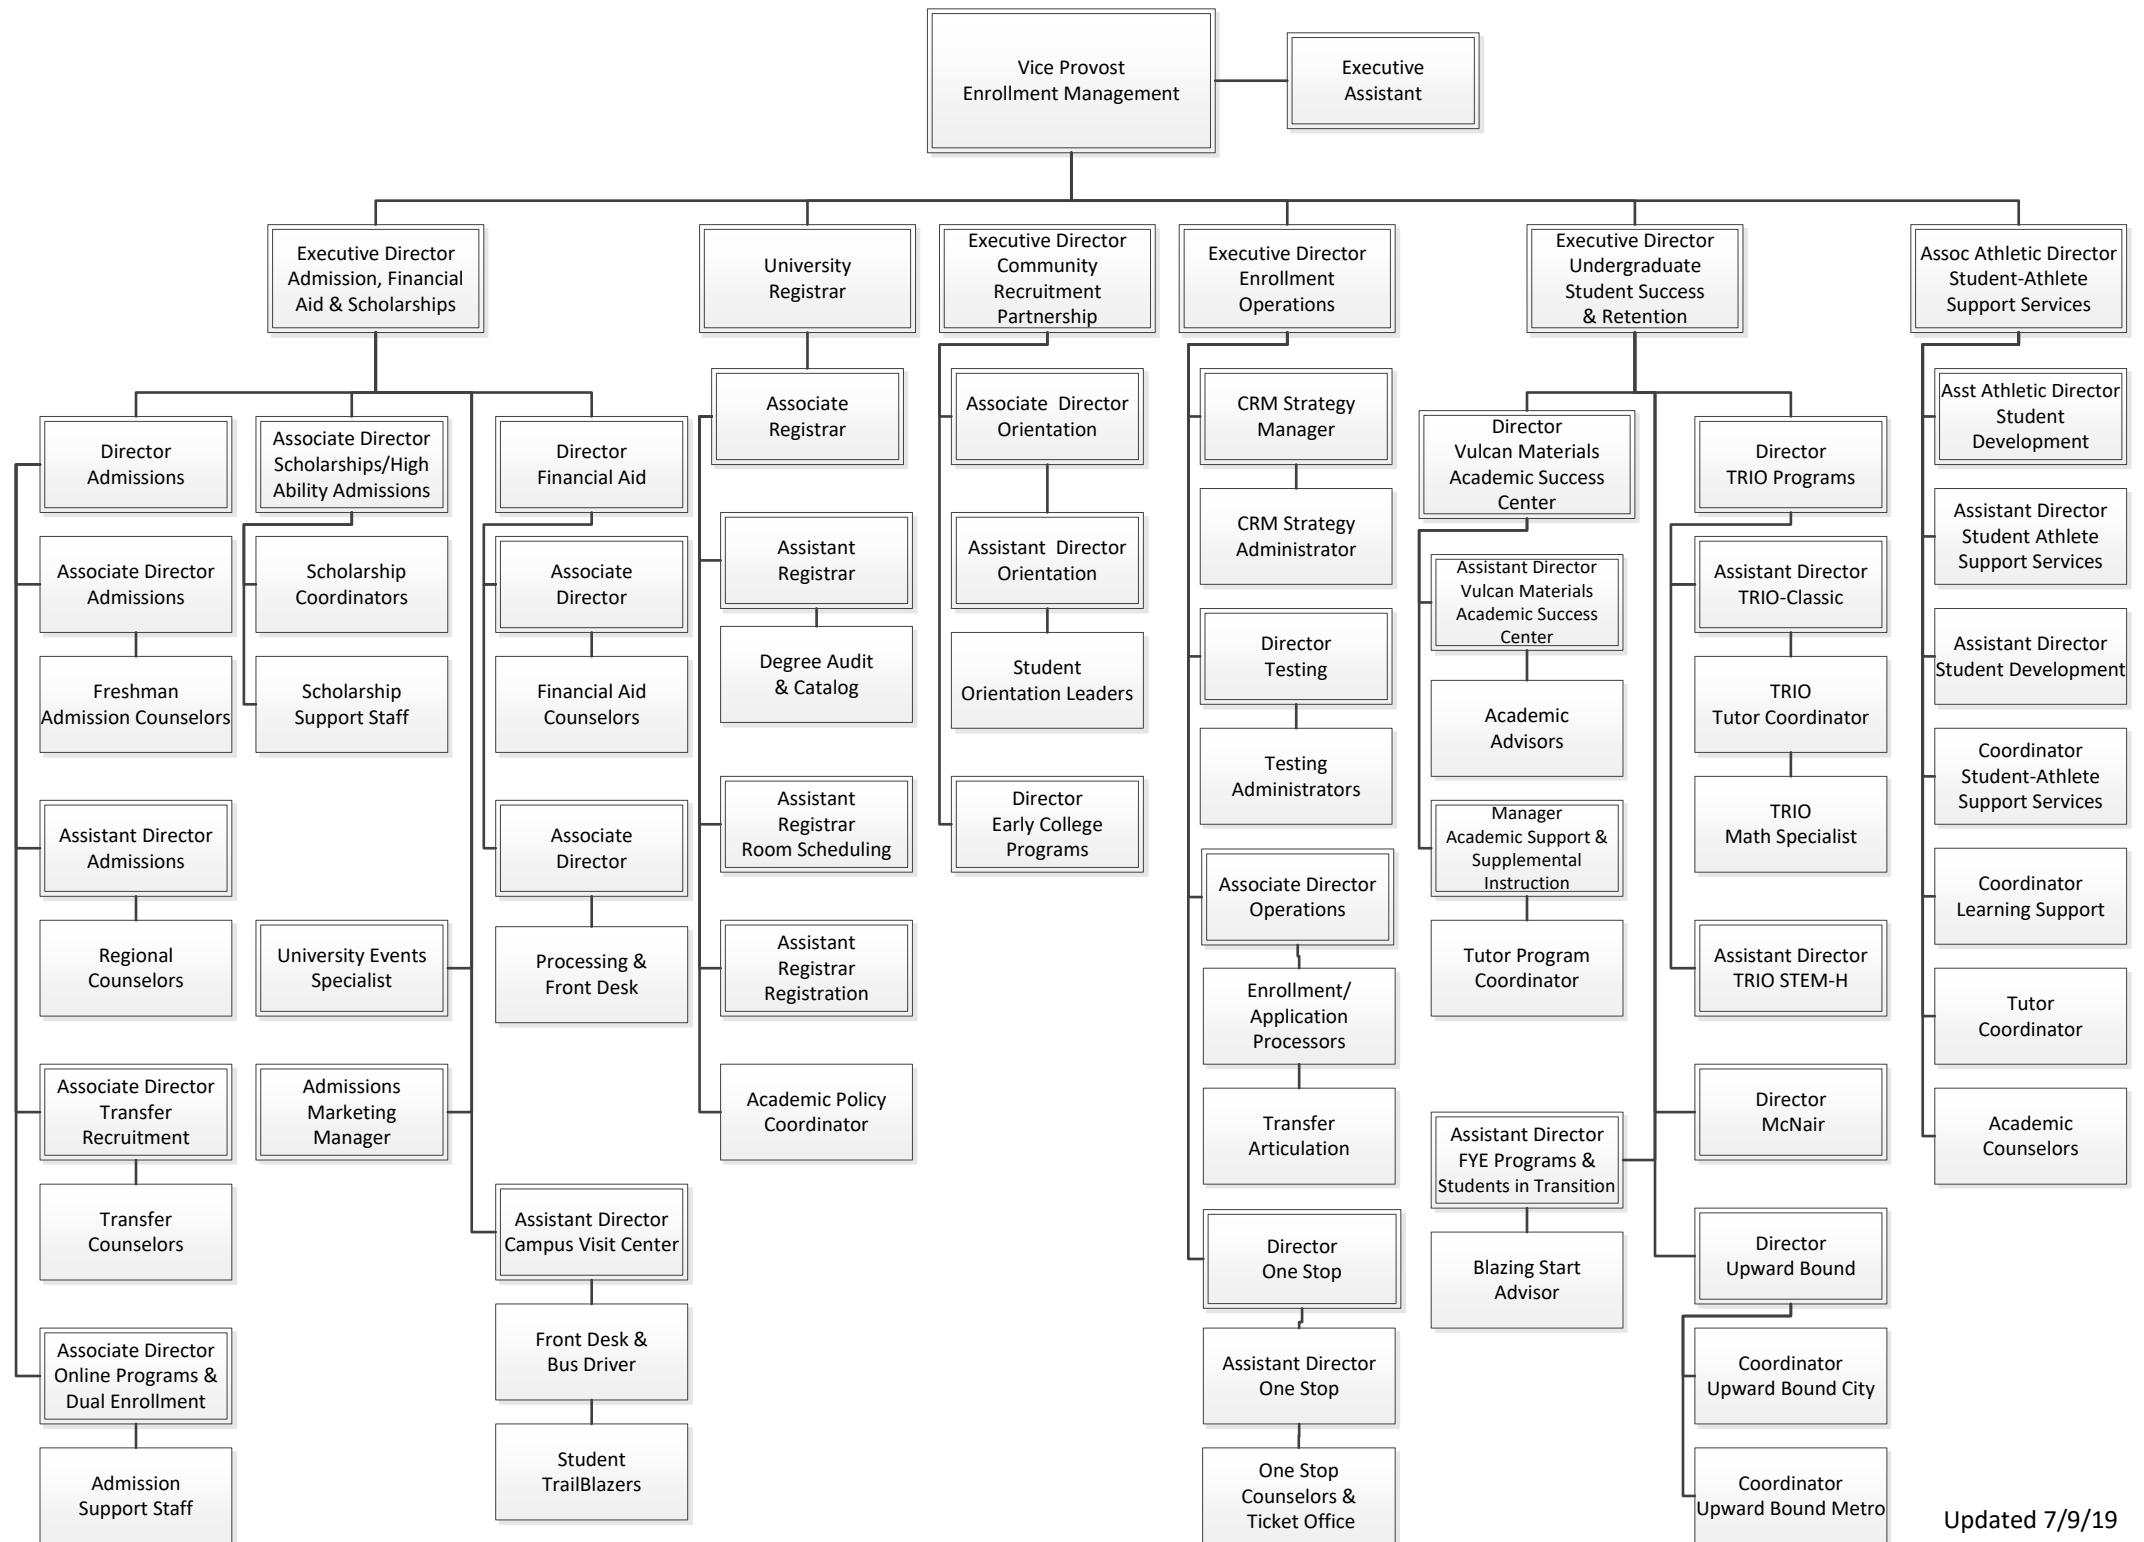 Vice Provost
Enrollment Management
Executive
Assistant
Executive Director
Admission, Financial
Aid & Scholarships
University
Registrar
Executive Director
Community
Recruitment
Partnership
Executive Director
Enrollment
Operations
Executive Director
Undergraduate
Student Success
& Retention
Assoc Athletic Director
Student-Athlete
Support Services
Director
Admissions
Associate Director
Admissions
Freshman
Admission Counselors
Assistant Director
Admissions
Regional
Counselors
Associate Director
Transfer
Recruitment
Transfer
Counselors
Associate Director
Online Programs &
Dual Enrollment
Admission
Support Staff
Associate Director
Scholarships/High
Ability Admissions
Scholarship
Coordinators
Scholarship
Support Staff
University Events
Specialist
Admissions
Marketing
Manager
Director
Financial Aid
Associate
Director
Financial Aid
Counselors
Associate
Director
Processing &
Front Desk
Assistant Director
Campus Visit Center
Front Desk &
Bus Driver
Student
TrailBlazers
Associate
Registrar
Assistant
Registrar
Degree Audit
& Catalog
Assistant
Registrar
Room Scheduling
Assistant
Registrar
Registration
Academic Policy
Coordinator
Associate  Director
Orientation
Assistant  Director
Orientation
Student
Orientation Leaders
Director
Early College
Programs
CRM Strategy
Manager
CRM Strategy
Administrator
Director
Testing
Testing
Administrators
Associate Director
Operations
Enrollment/
Application
Processors
Transfer
Articulation
Director
One Stop
Assistant Director
One Stop
One Stop
Counselors &
Ticket Office
Director
Vulcan Materials
Academic Success
Center
Assistant Director
Vulcan Materials
Academic Success
Center
Academic
Advisors
Manager
Academic Support &
Supplemental
Instruction
Tutor Program
Coordinator
Assistant Director
FYE Programs &
Students in Transition
Blazing Start
Advisor
Director
TRIO Programs
Assistant Director
TRIO-Classic
TRIO
Tutor Coordinator
TRIO
Math Specialist
Assistant Director
TRIO STEM-H
Director
McNair
Director
Upward Bound
Coordinator
Upward Bound City
Coordinator
Upward Bound Metro
Asst Athletic Director
Student
Development
Assistant Director
Student Athlete
Support Services
Assistant Director
Student Development
Coordinator
Student-Athlete
Support Services
Coordinator
Learning Support
Tutor
Coordinator
Academic
Counselors
Updated 7/9/19